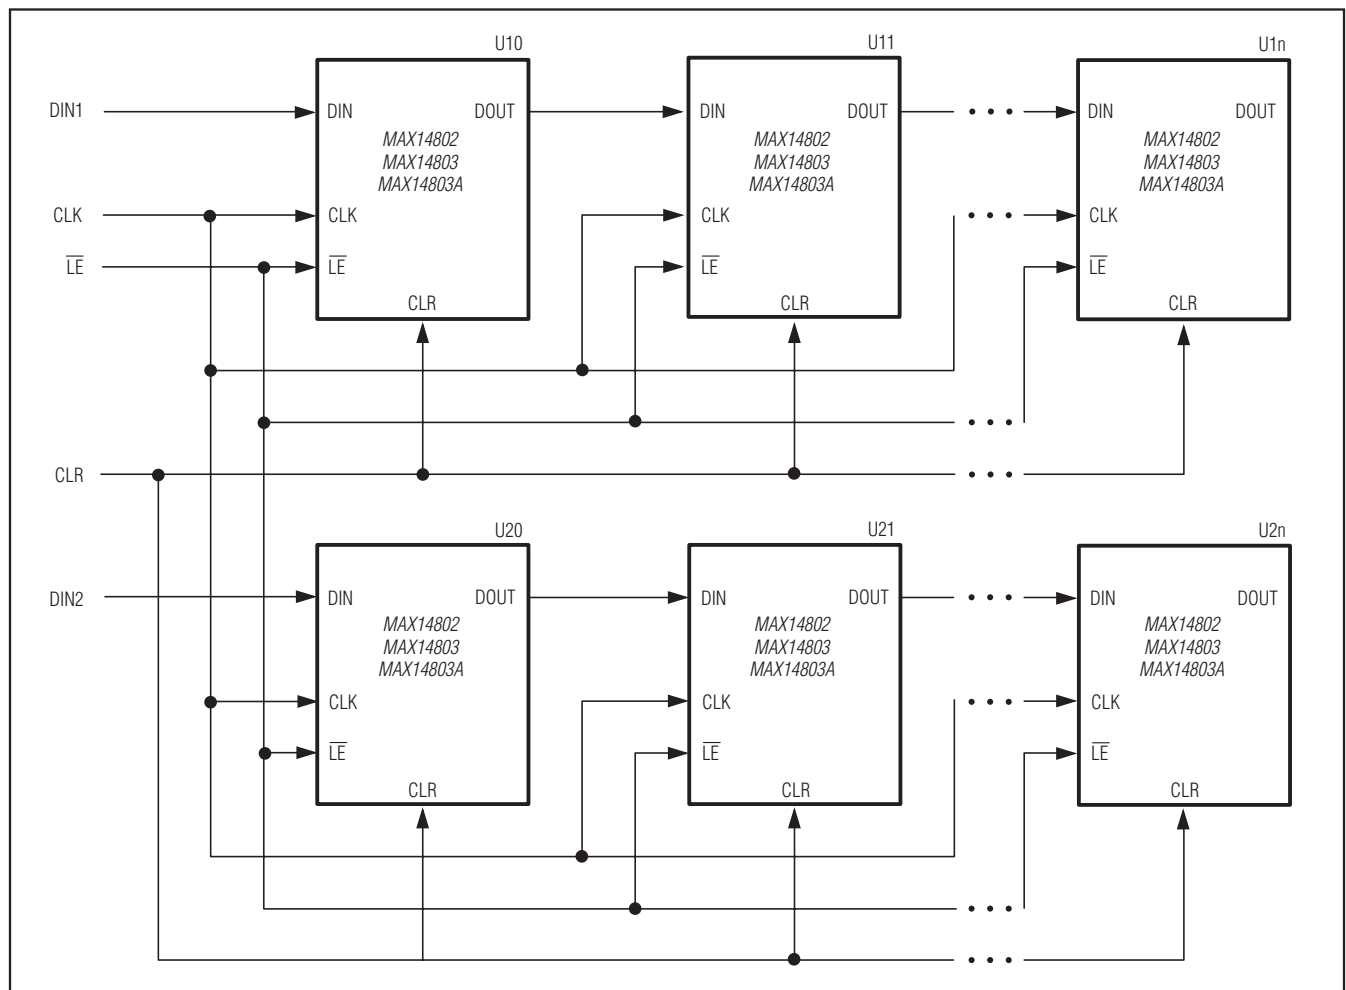 U10
U11
U1n
DIN1
DIN
DOUT
DIN
DOUT
DIN
DOUT
MAX14802
MAX14803
MAX14803A
MAX14802
MAX14803
MAX14803A
MAX14802
MAX14803
MAX14803A
CLK
CLK
CLK
CLK
LE
LE
LE
LE
CLR
CLR
CLR
CLR
U20
U21
U2n
DIN2
DIN
DOUT
DIN
DOUT
DIN
DOUT
MAX14802
MAX14803
MAX14803A
MAX14802
MAX14803
MAX14803A
MAX14802
MAX14803
MAX14803A
CLK
CLK
CLK
LE
LE
LE
CLR
CLR
CLR